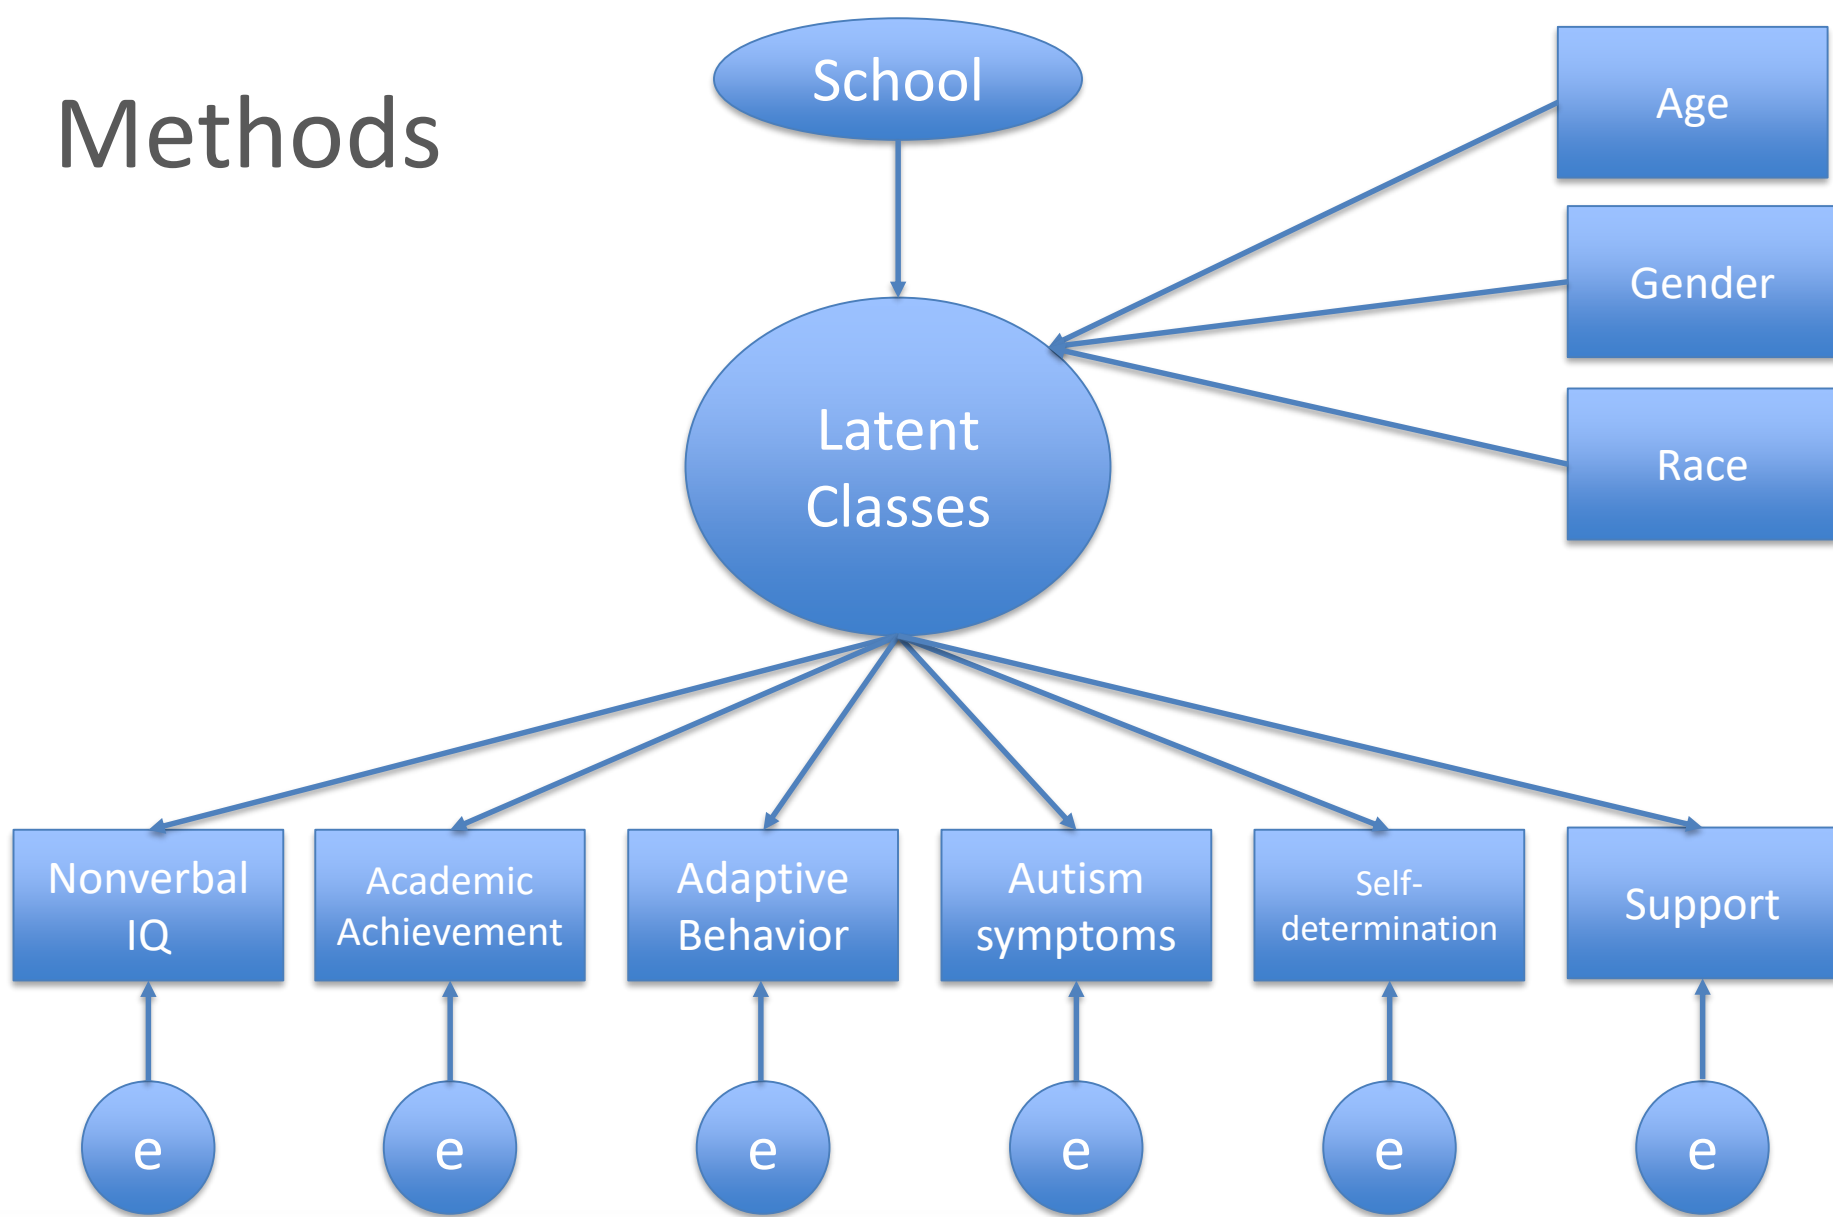 Methods
School
Age
Gender
Race
Latent
Classes
Nonverbal
IQ
Academic
Achievement
Adaptive
Behavior
Autism
symptoms
Self-
determination
Support
e
e
e
e
e
e